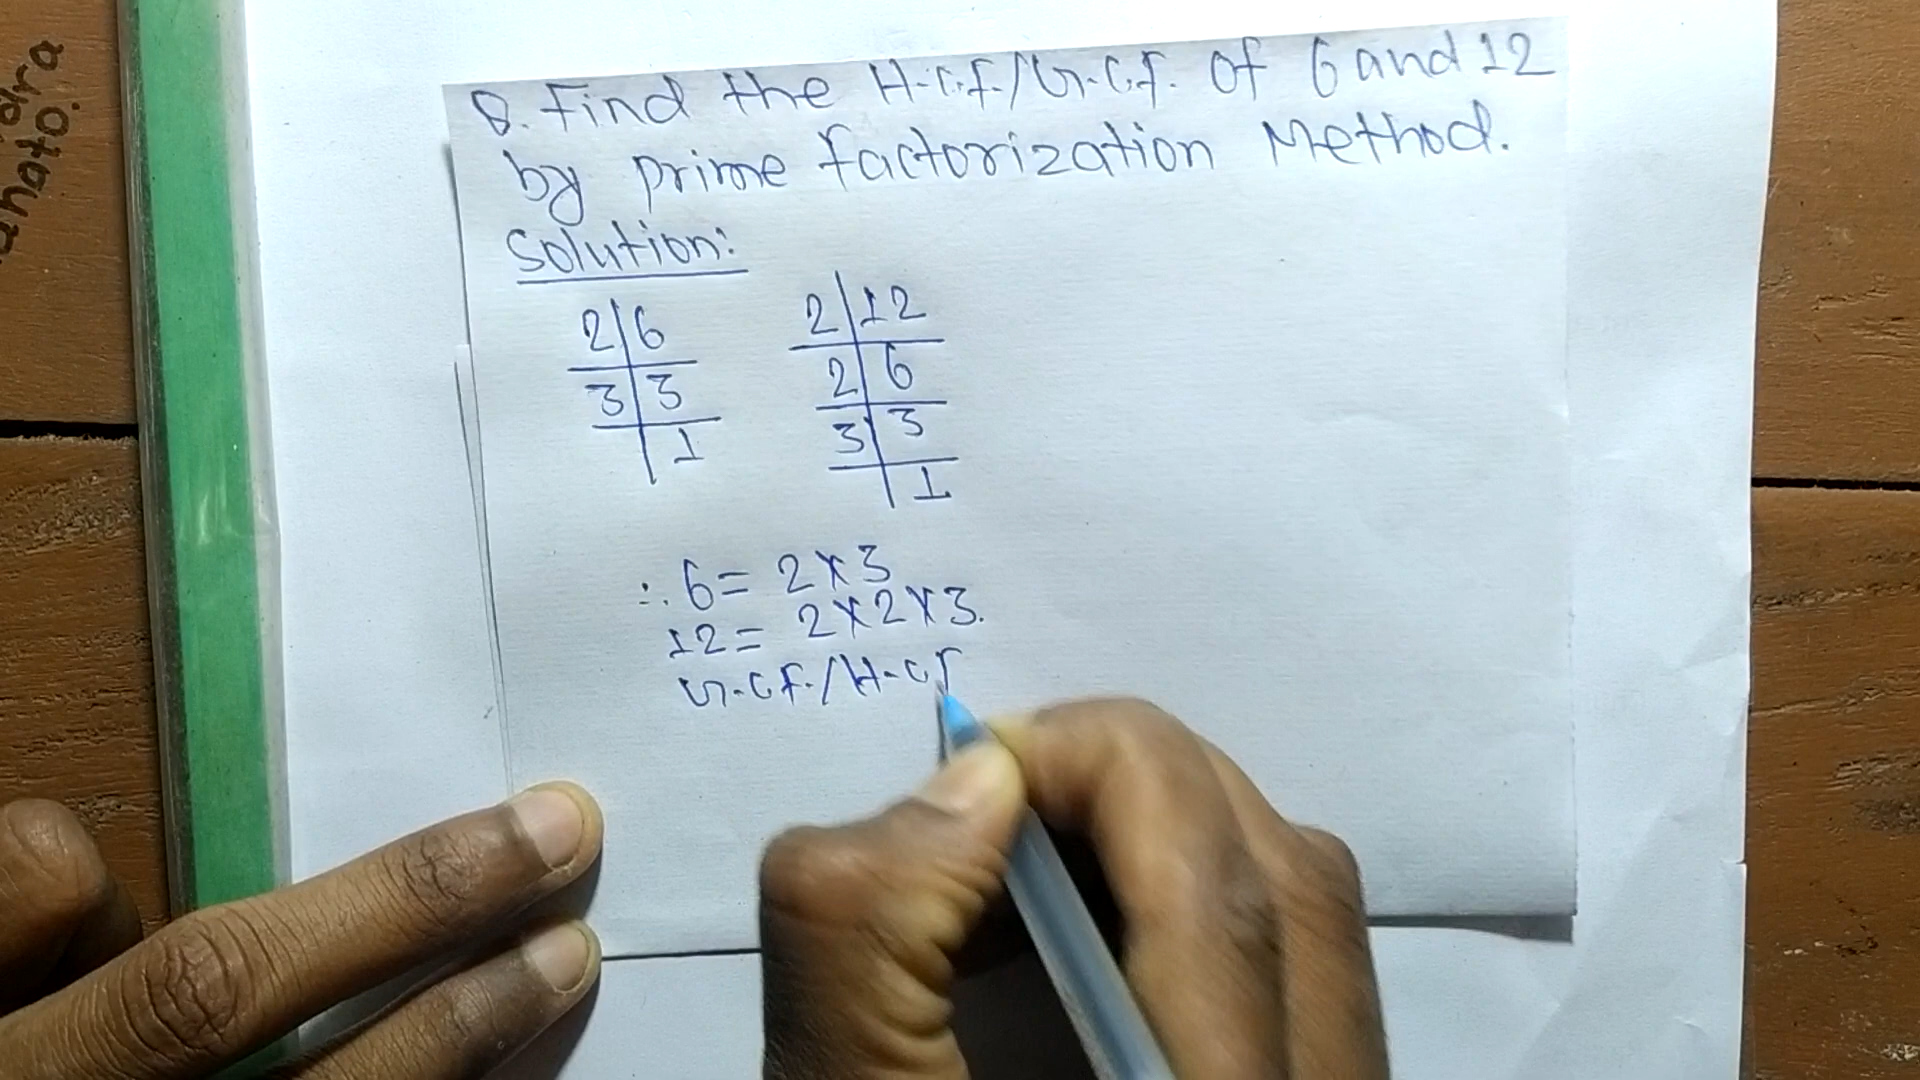 Q. Find the H.C.F./G.C.F. Of 6 and 12
by prime factorization Method.
Solution:
2 6 2 12
3 3 2 6
1 3 3
1
∴ 6 = 2×3
12 = 2×2×3.
G.C.F./H.C.F